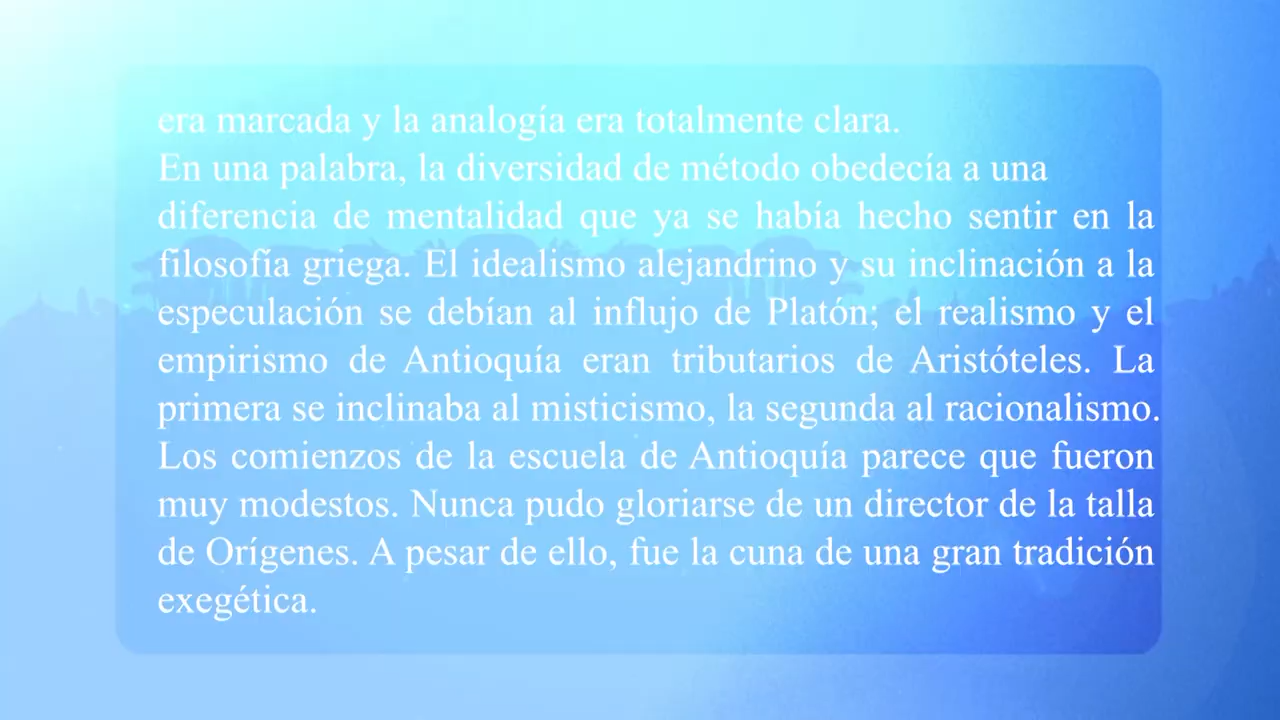 era marcada y la analogía era totalmente clara.
En una palabra, la diversidad de método obedecía a una
diferencia de mentalidad que ya se había hecho sentir en la
filosofía griega. El idealismo alejandrino y su inclinación a la
especulación se debían al influjo de Platón; el realismo y el
empirismo de Antioquía eran tributarios de Aristóteles. La
primera se inclinaba al misticismo, la segunda al racionalismo.
Los comienzos de la escuela de Antioquía parece que fueron
muy modestos. Nunca pudo gloriarse de un director de la talla
de Orígenes. A pesar de ello, fue la cuna de una gran tradición
exegética.